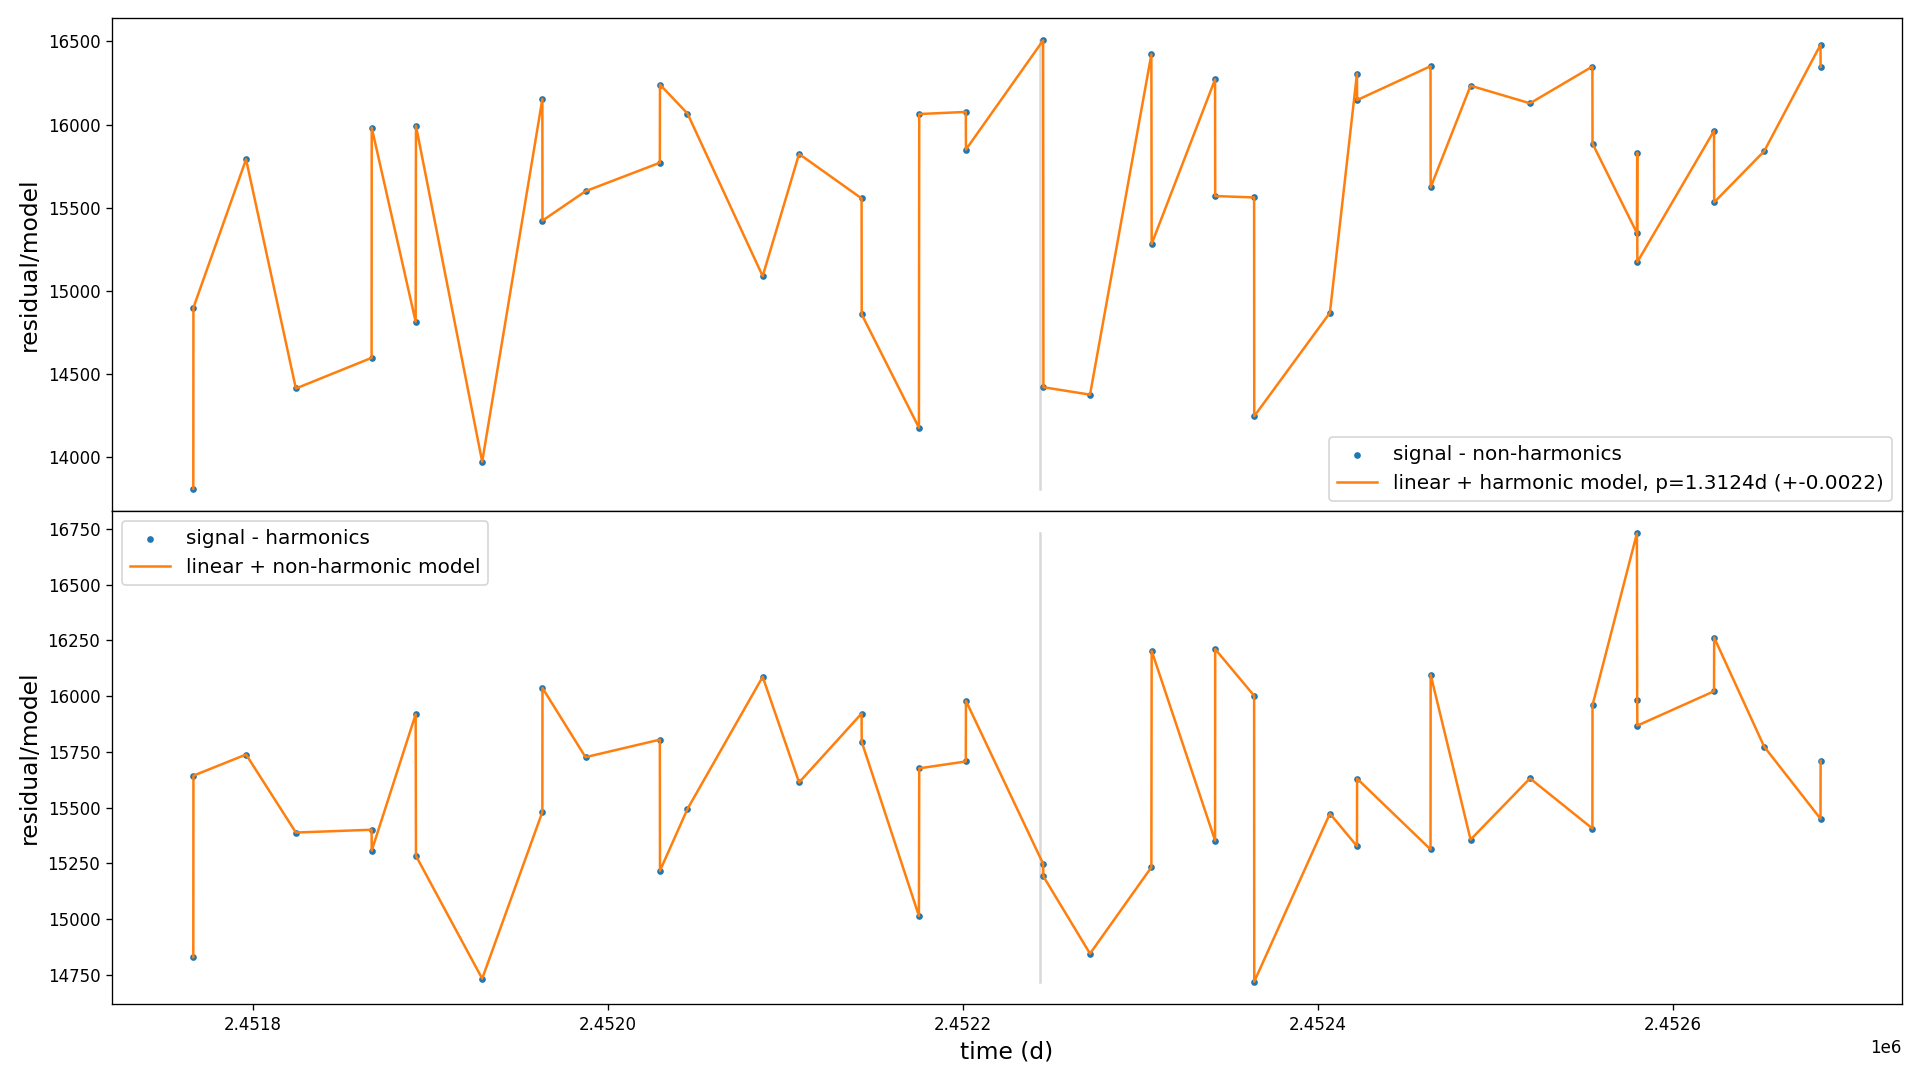 16500
16000
15500
15000
14500
14000
residual/model
signal - non-harmonics
linear + harmonic model, p=1.3124d (+-0.0022)
16750
16500
16250
16000
15750
15500
15250
15000
14750
residual/model
signal - harmonics
linear + non-harmonic model
2.4518
2.4520
2.4522
2.4524
2.4526
1e6
time (d)